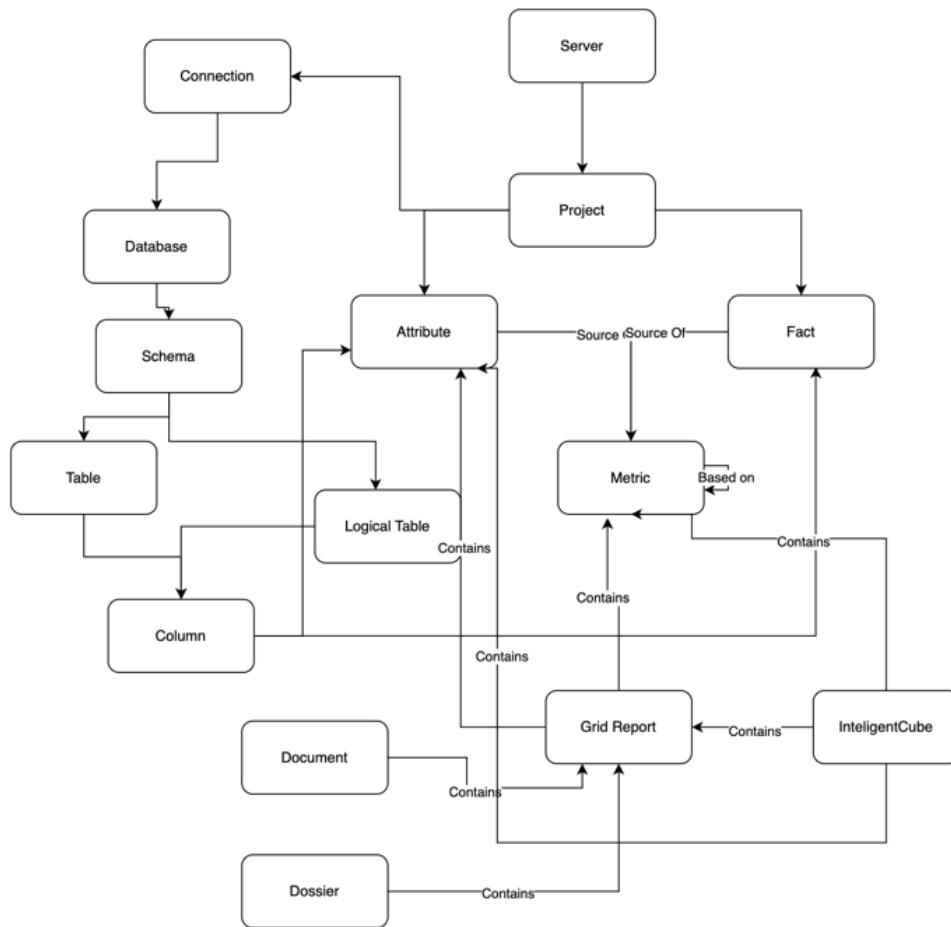 Server
Connection
Project
Database
Attribute
Source Of
Fact
Schema
Table
Metric
Based on
Logical Table
Contains
Contains
Contains
Column
Contains
Grid Report
Contains
InteligentCube
Document
Contains
Dossier
Contains